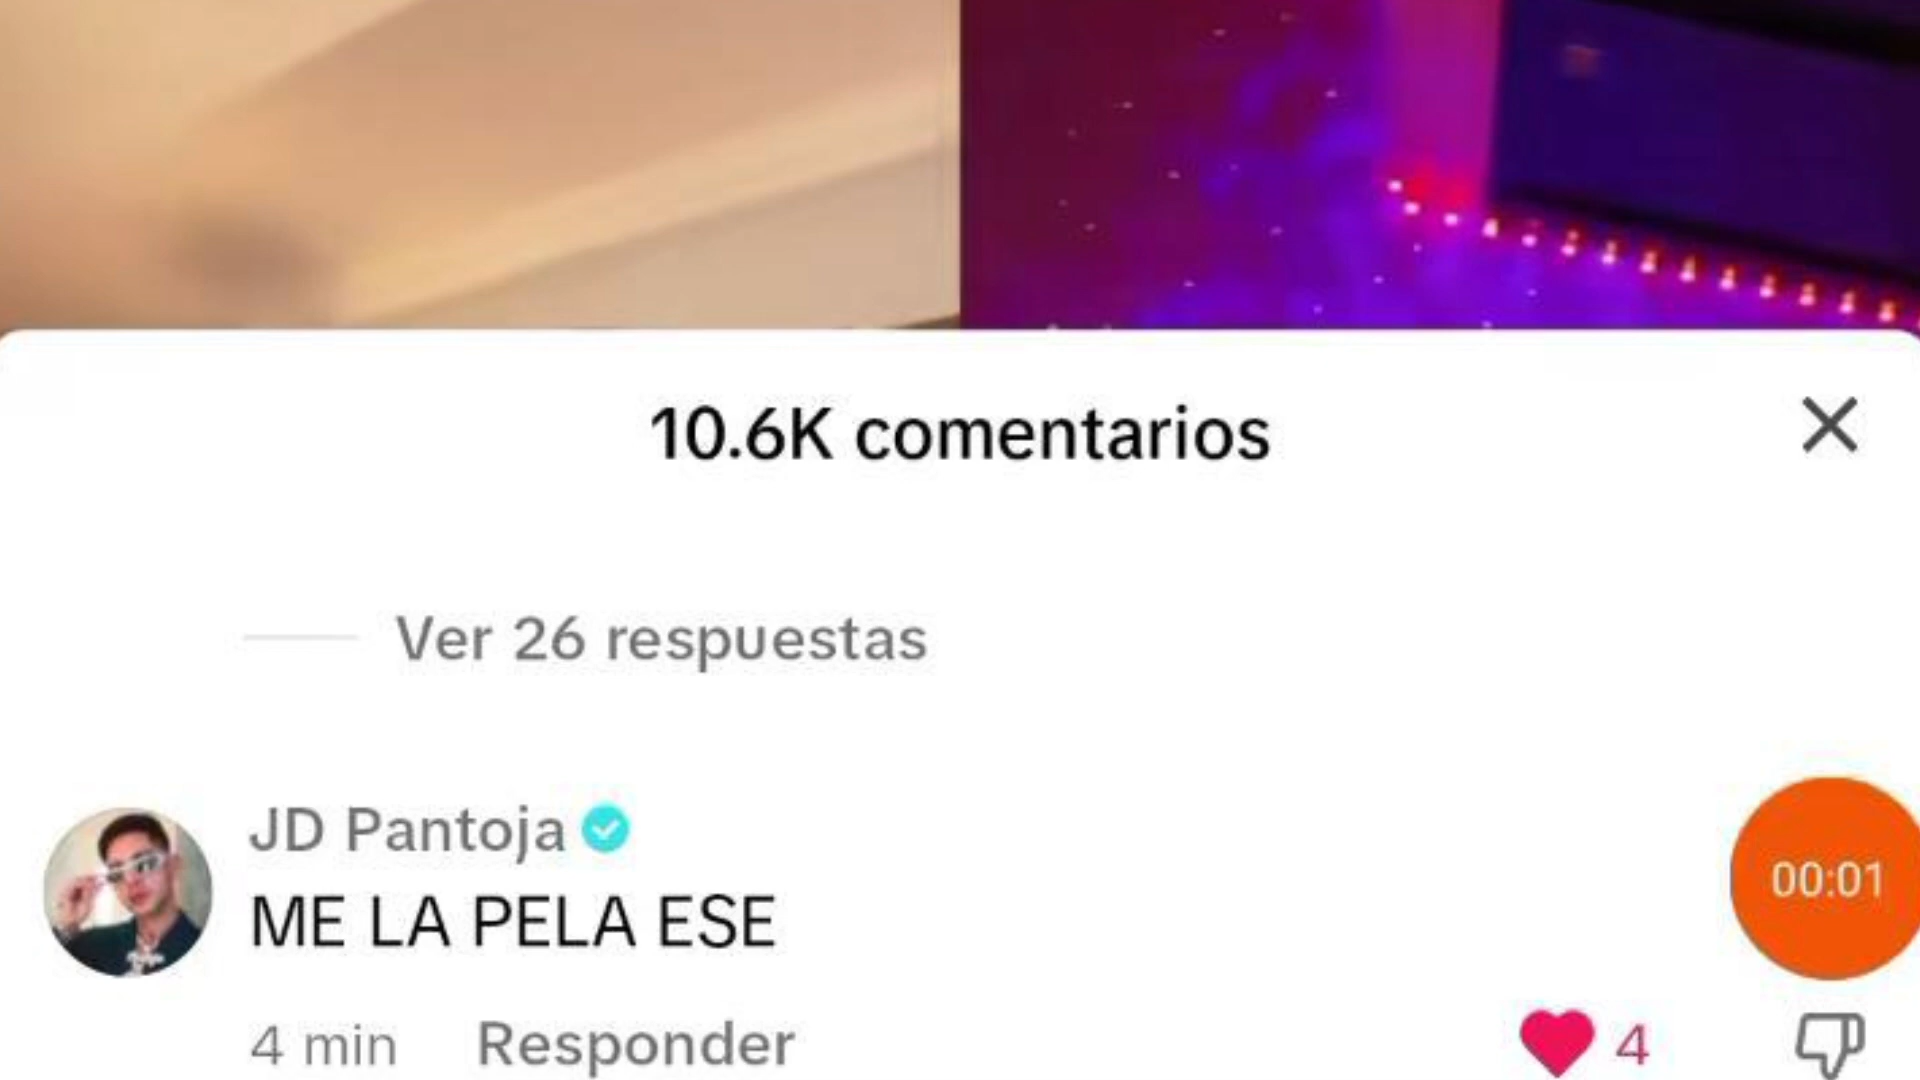 10.6K comentarios
Ver 26 respuestas
JD Pantoja
ME LA PELA ESE
00:01
4 min Responder 4